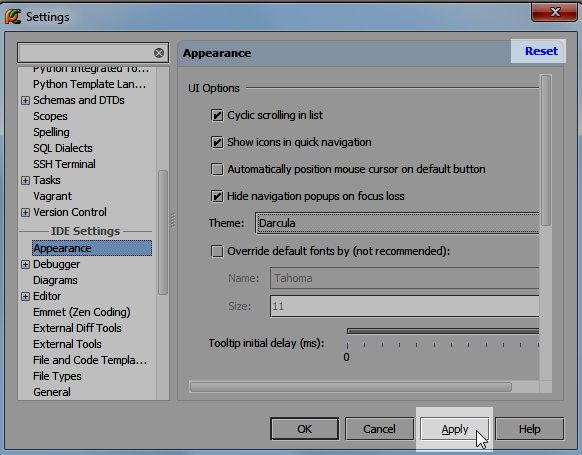 Settings
Appearance
Reset
Python Integrated To...
Python Template Lan...
Schemas and DTDs
Scopes
Spelling
SQL Dialects
SSH Terminal
Tasks
Vagrant
Version Control
IDE Settings
Appearance
Debugger
Diagrams
Editor
Emmet (Zen Coding)
External Diff Tools
External Tools
File and Code Templa...
File Types
General
UI Options
Cyclic scrolling in list
Show icons in quick navigation
Automatically position mouse cursor on default button
Hide navigation popups on focus loss
Theme: Darcula
Override default fonts by (not recommended):
Name: Tahoma
Size: 11
Tooltip initial delay (ms):
0
OK Cancel Apply Help